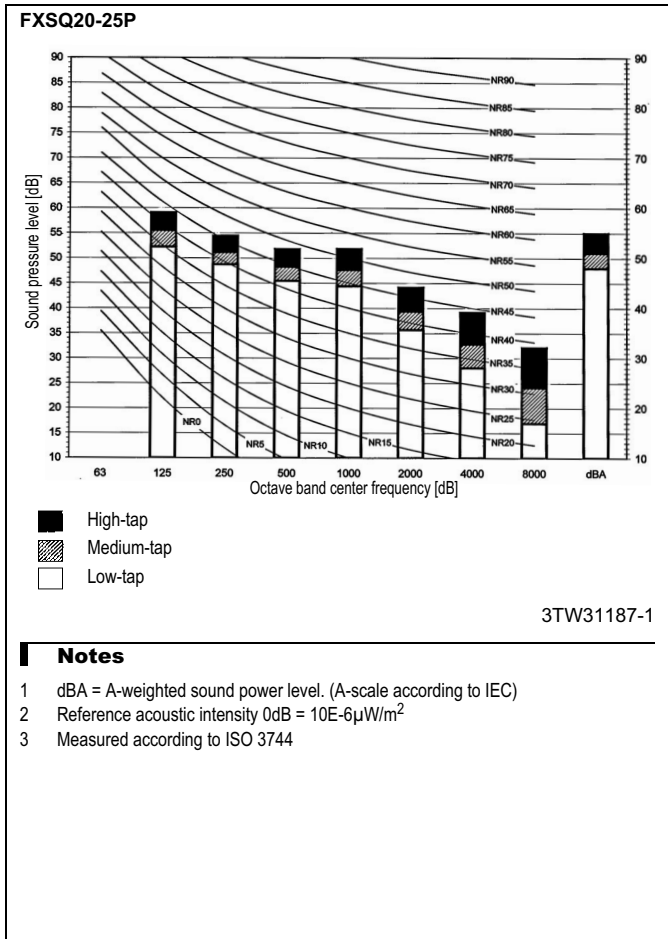 FXSQ20-25P
90
85
80
75
70
65
60
55
50
45
40
35
30
25
20
15
10
Sound pressure level [dB]
90
80
70
60
50
40
30
20
10
NR90
NR85
NR80
NR75
NR70
NR65
NR60
NR55
NR50
NR45
NR40
NR35
NR30
NR25
NR20
NR15
NR10
NR5
NR0
63 125 250 500 1000 2000 4000 8000 dBA
Octave band center frequency [dB]
High-tap
Medium-tap
Low-tap
3TW31187-1
Notes
1 dBA = A-weighted sound power level. (A-scale according to IEC)
2 Reference acoustic intensity 0dB = 10E-6µW/m2
3 Measured according to ISO 3744